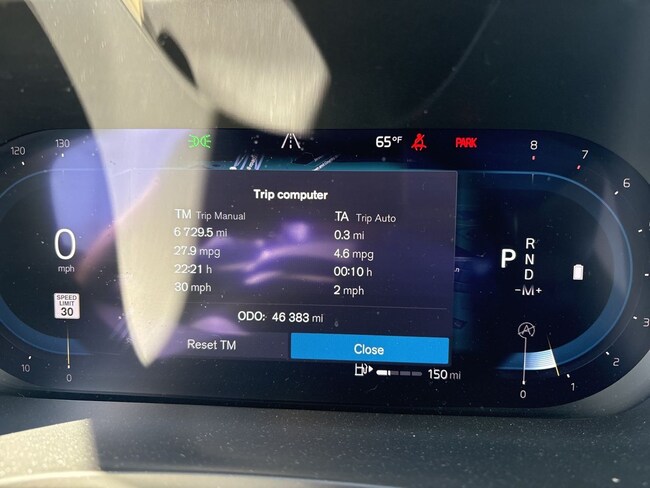 120 130
65°F PARK
8
7
6
3
2
1
0
Trip computer
TM Trip Manual
6 729.5 mi
27.9 mpg
22:21 h
30 mph
TA Trip Auto
0.3 mi
4.6 mpg
00:10 h
2 mph
ODO: 46 383 mi
Reset TM
Close
150 mi
0
mph
SPEED
LIMIT
30
10
0
P
R
N
D
-M+
A